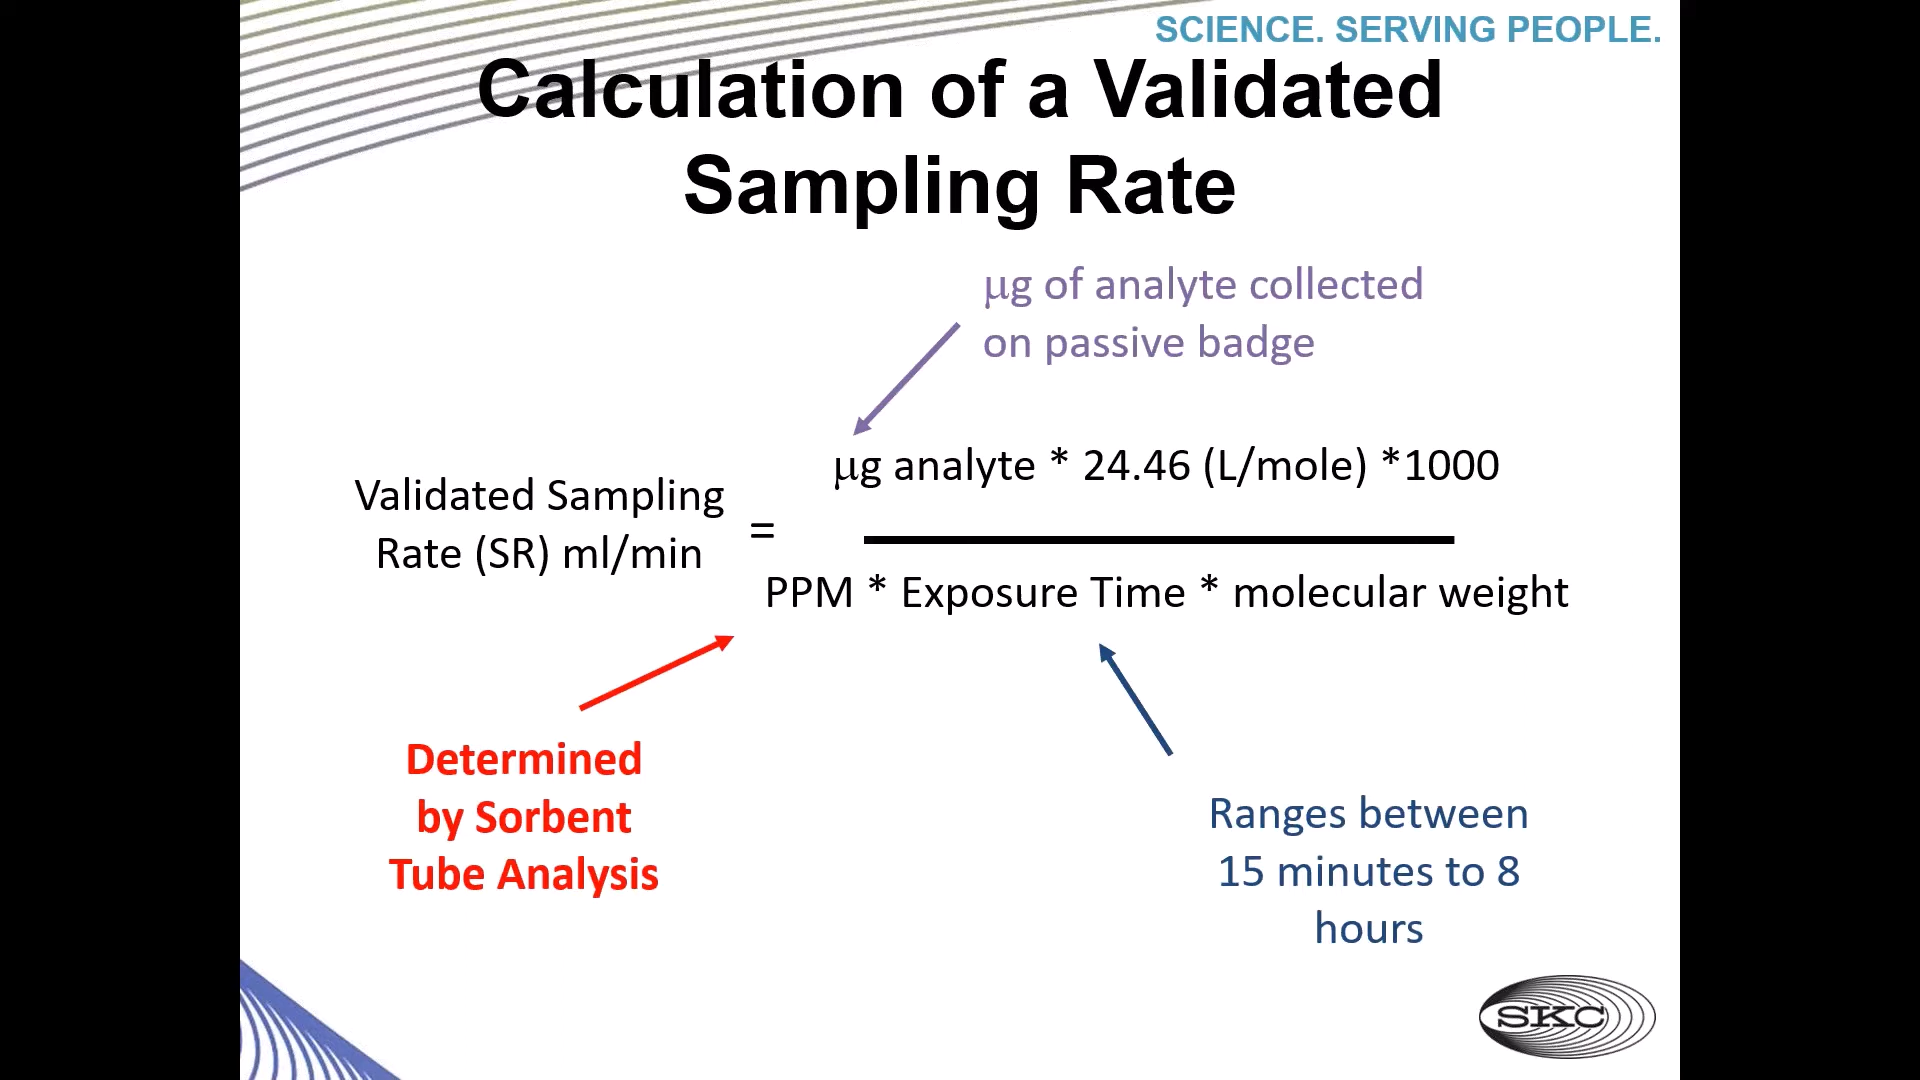 SCIENCE. SERVING PEOPLE.
Calculation of a Validated
Sampling Rate
μg of analyte collected
on passive badge
μg analyte * 24.46 (L/mole) *1000
Validated Sampling
Rate (SR) ml/min
=
PPM * Exposure Time * molecular weight
Determined
by Sorbent
Tube Analysis
Ranges between
15 minutes to 8
hours
SKC